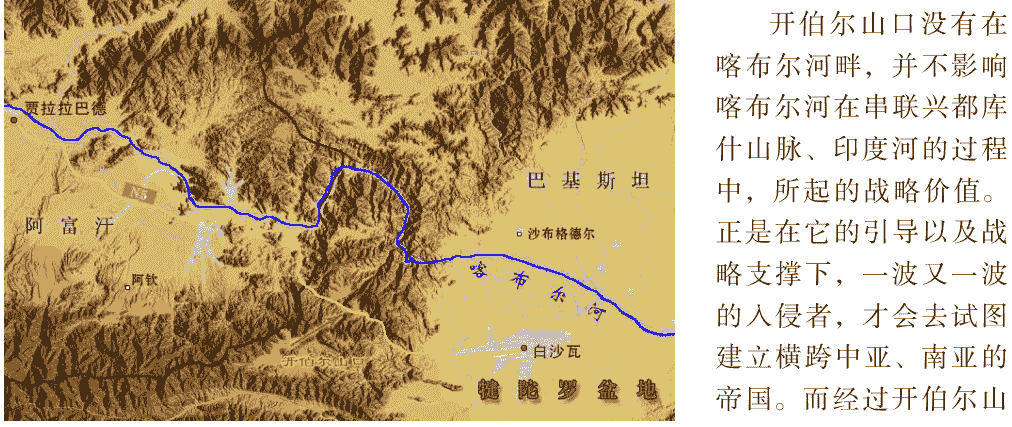 贾拉拉巴德
N5
阿富汗
阿钦
开伯尔山口
巴基斯坦
沙布格德尔
喀布尔河
白沙瓦
犍陀罗盆地
开伯尔山口没有在
喀布尔河畔，并不影响
喀布尔河在串联兴都库
什山脉、印度河的过程
中，所起的战略价值。
正是在它的引导以及战
略支撑下，一波又一波
的入侵者，才会去试图
建立横跨中亚、南亚的
帝国。而经过开伯尔山